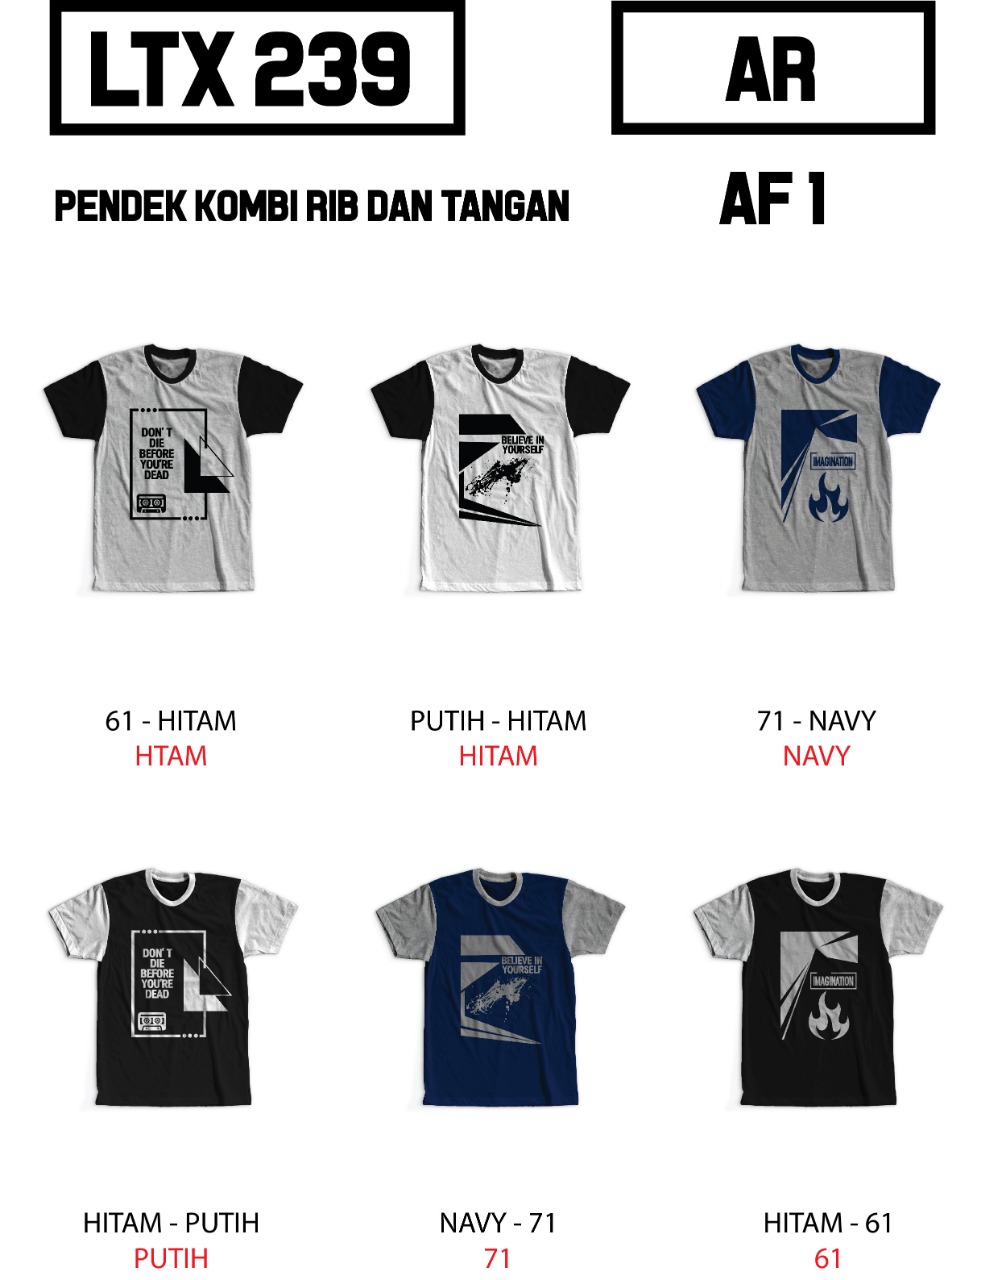 LTX 239
AR
PENDEK KOMBI RIB DAN TANGAN
AF 1
DON' T
DIE
BEFORE
YOU'RE
DEAD
BELIEVE IN
YOURSELF
IMAGINATION
61 - HITAM
HTAM
PUTIH - HITAM
HITAM
71 - NAVY
NAVY
DON' T
DIE
BEFORE
YOU'RE
DEAD
BELIEVE IN
YOURSELF
IMAGINATION
HITAM - PUTIH
PUTIH
NAVY - 71
71
HITAM - 61
61